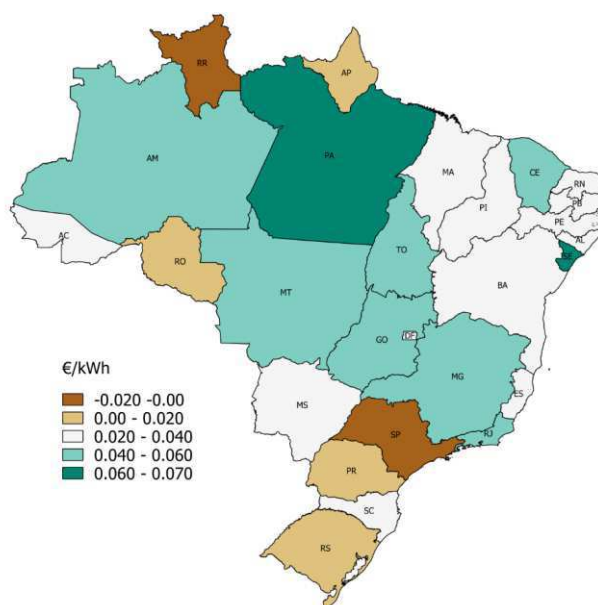 RR
AP
AM
PA
MA
CE
RN
PB
PI
PE
AL
AC
TO
SE
RO
BA
MT
GO
DF
€/kWh
-0.020 -0.00
0.00 - 0.020
0.020 - 0.040
0.040 - 0.060
0.060 - 0.070
MG
ES
MS
SP
RJ
PR
SC
RS